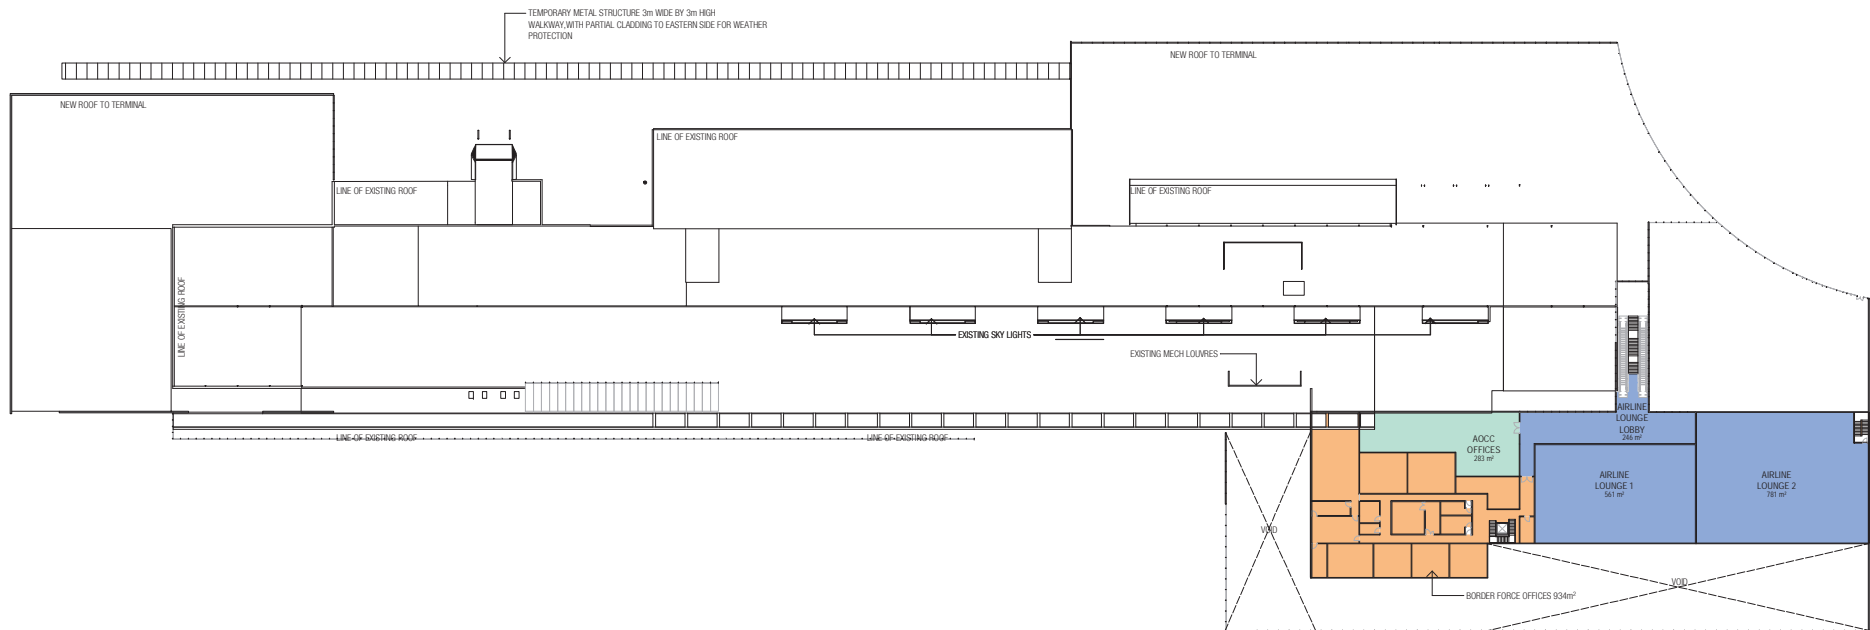 TEMPORARY METAL STRUCTURE 3m WIDE BY 3m HIGH
WALKWAY,WITH PARTIAL CLADDING TO EASTERN SIDE FOR WEATHER
PROTECTION
NEW ROOF TO TERMINAL
NEW ROOF TO TERMINAL
LINE OF EXISTING ROOF
LINE OF EXISTING ROOF
LINE OF EXISTING ROOF
LINE OF EXISTING ROOF
EXISTING SKY LIGHTS
EXISTING MECH LOUVRES
LINE OF EXISTING ROOF
LINE OF EXISTING ROOF
AIRLINE
LOUNGE
LOBBY
246 m²
AOCC
OFFICES
283 m²
AIRLINE
LOUNGE 1
561 m²
AIRLINE
LOUNGE 2
781 m²
VOID
VOID
BORDER FORCE OFFICES 934m²